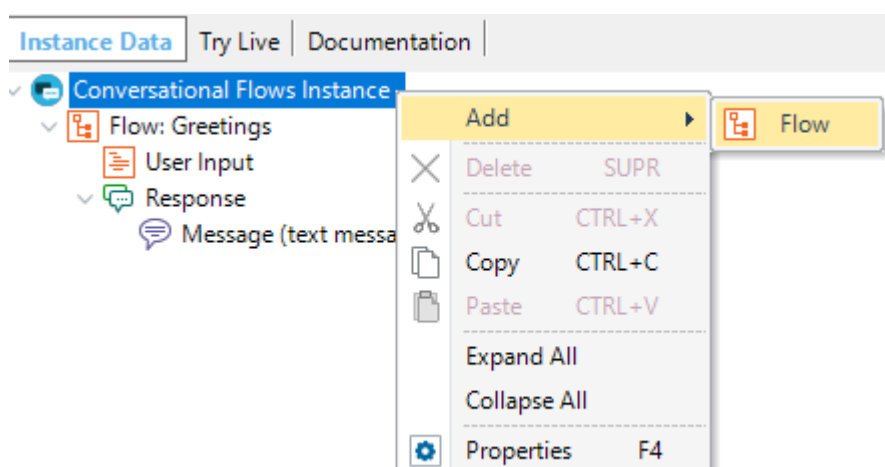 Instance Data Try Live Documentation
Conversational Flows Instance
Flow: Greetings
User Input
Response
Message (text messa
Add
Flow
Delete SUPR
Cut CTRL+X
Copy CTRL+C
Paste CTRL+V
Expand All
Collapse All
Properties F4